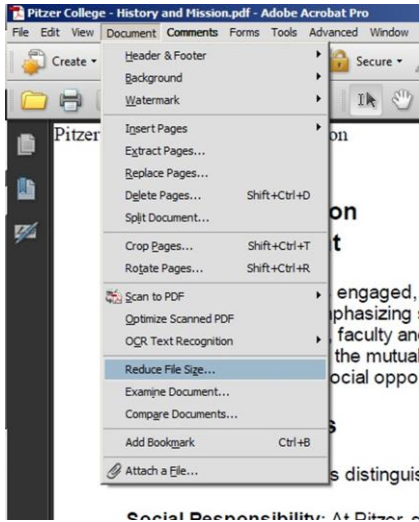 Pitzer College - History and Mission.pdf - Adobe Acrobat Pro
File Edit View Document Comments Forms Tools Advanced Window
Create Secure
Header & Footer
Background
Watermark
Pitzer on
Insert Pages
Extract Pages...
Replace Pages...
Delete Pages... Shift+Ctrl+D
Split Document... on
Crop Pages... Shift+Ctrl+T t
Rotate Pages... Shift+Ctrl+R
Scan to PDF engaged,
Optimize Scanned PDF phasizing
OCR Text Recognition faculty and
the mutual
Reduce File Size... ocial oppo
Examine Document...
Compare Documents... s
Add Bookmark Ctrl+B
Attach a File... s distinguis
Social Responsibility: At Pitzer,